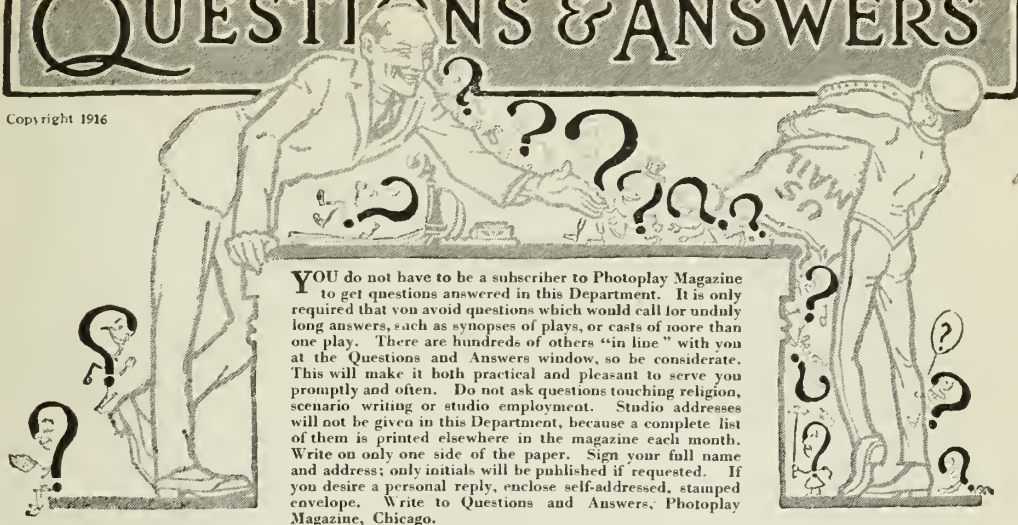 QUESTIONS & ANSWERS
Copyright 1916
U S MAIL
YOU do not have to be a subscriber to Photoplay Magazine
to get questions answered in this Department. It is only
required that you avoid questions which would call for unduly
long answers, such as synopses of plays, or casts of more than
one play. There are hundreds of others "in line" with you
at the Questions and Answers window, so be considerate.
This will make it both practical and pleasant to serve you
promptly and often. Do not ask questions touching religion,
scenario writing or studio employment. Studio addresses
will not be given in this Department, because a complete list
of them is printed elsewhere in the magazine each month.
Write on only one side of the paper. Sign your full name
and address; only initials will be published if requested. If
you desire a personal reply, enclose self-addressed, stamped
envelope. Write to Questions and Answers, Photoplay
Magazine, Chicago.